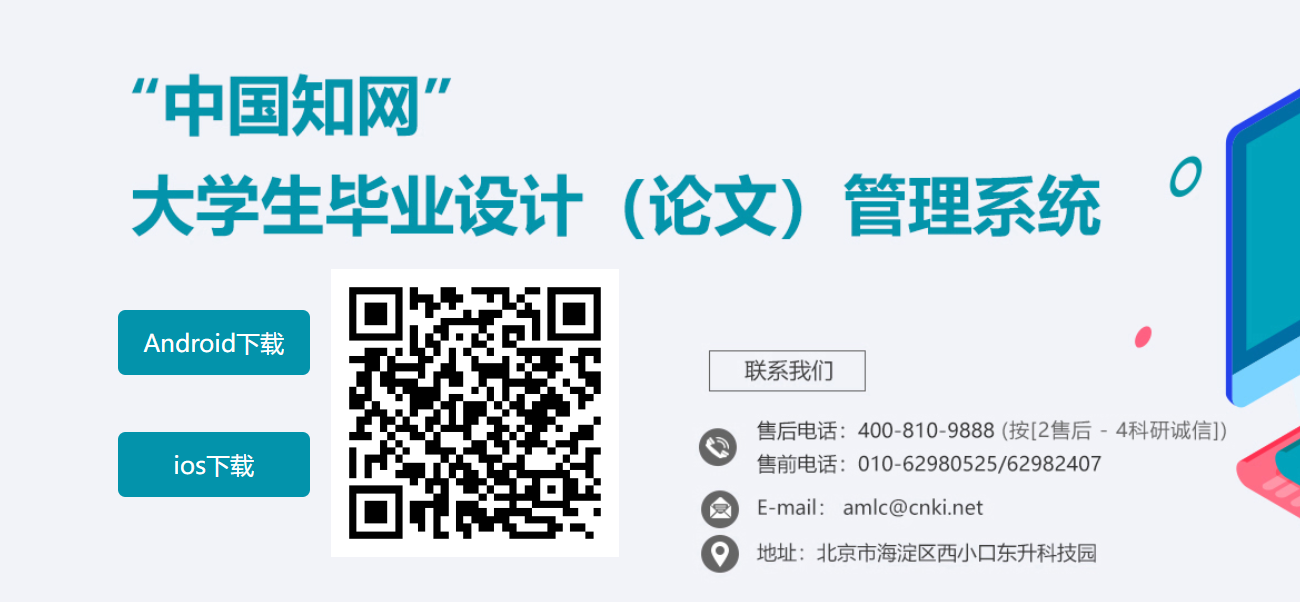 “中国知网”
大学生毕业设计（论文）管理系统
Android下载
ios下载
联系我们
售后电话：400-810-9888 (按[2售后 - 4科研诚信])
售前电话：010-62980525/62982407
E-mail： amlc@cnki.net
地址：北京市海淀区西小口东升科技园